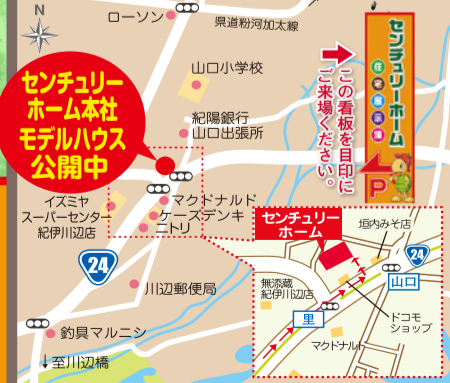 ローソン
県道粉河加太線
山口小学校
紀陽銀行
山口出張所
センチュリー
ホーム本社
モデルハウス
公開中
イズミヤ
スーパーセンター
紀伊川辺店
マクドナルド
ケーズデンキ
ニトリ
24
川辺郵便局
釣具マルニシ
↓至川辺橋
→
この看板を目印に
ご来場ください。
センチュリーホーム
住宅展示場
P
センチュリー
ホーム
垣内みそ店
24
山口
無添蔵
紀伊川辺店
里
ドコモ
ショップ
マクドナルド